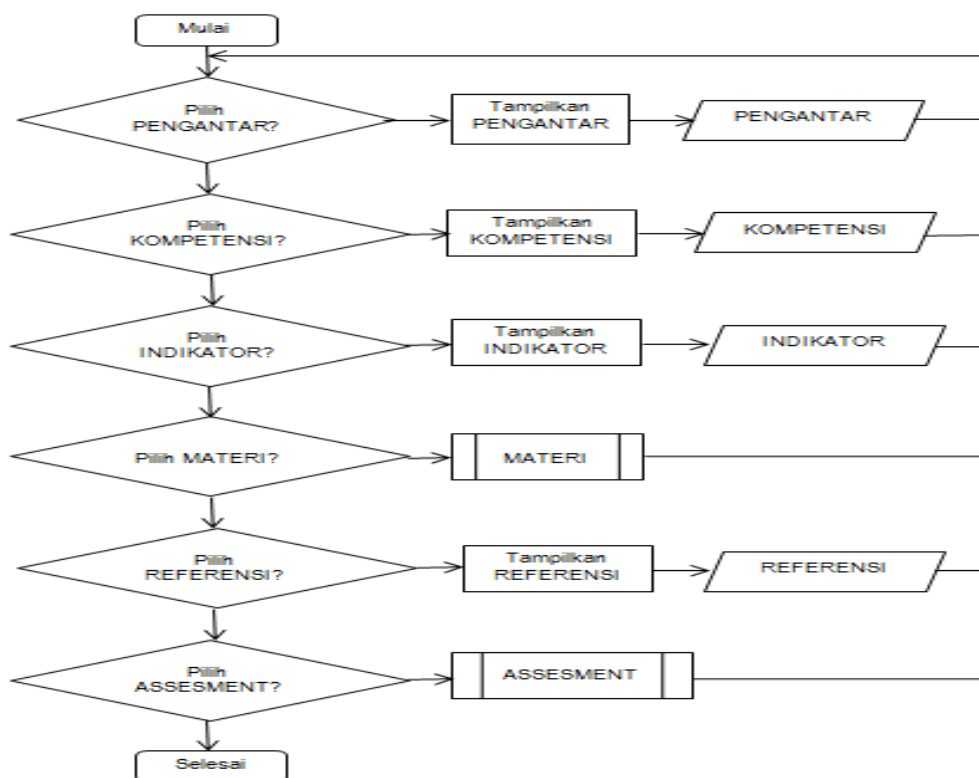 Mulai
Pilih
PENGANTAR?
Tampilkan
PENGANTAR
PENGANTAR
Pilih
KOMPETENSI?
Tampilkan
KOMPETENSI
KOMPETENSI
Pilih
INDIKATOR?
Tampilkan
INDIKATOR
INDIKATOR
Pilih MATERI?
MATERI
Pilih
REFERENSI?
Tampilkan
REFERENSI
REFERENSI
Pilih
ASSESMENT?
ASSESMENT
Selesai